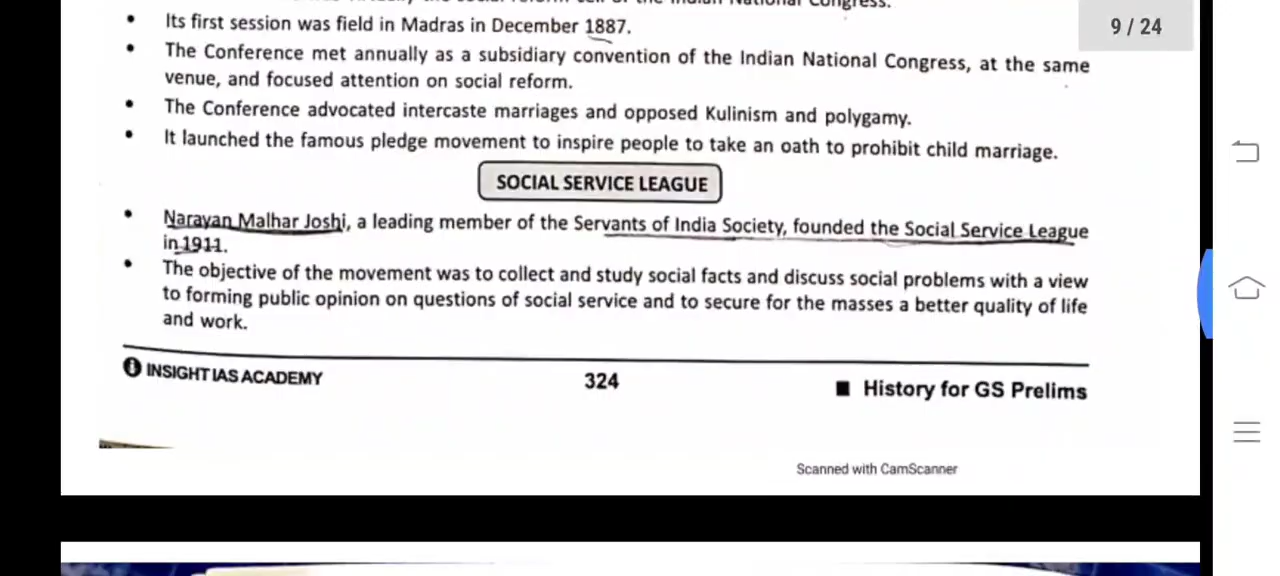 Its first session was field in Madras in December 1887.
9 / 24
The Conference met annually as a subsidiary convention of the Indian National Congress, at the same
venue, and focused attention on social reform.
The Conference advocated intercaste marriages and opposed Kulinism and polygamy.
It launched the famous pledge movement to inspire people to take an oath to prohibit child marriage.
SOCIAL SERVICE LEAGUE
Narayan Malhar Joshi, a leading member of the Servants of India Society, founded the Social Service League
in 1911.
The objective of the movement was to collect and study social facts and discuss social problems with a view
to forming public opinion on questions of social service and to secure for the masses a better quality of life
and work.
INSIGHT IAS ACADEMY
324
History for GS Prelims
Scanned with CamScanner